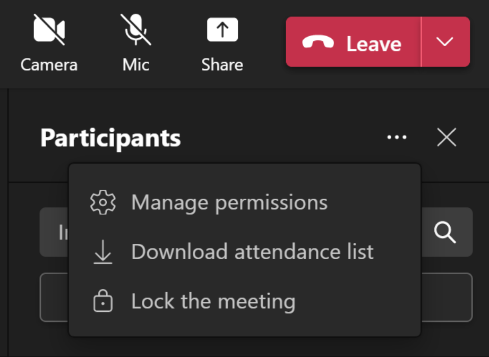 Camera
Mic
Share
Leave
Participants
Manage permissions
Download attendance list
Lock the meeting